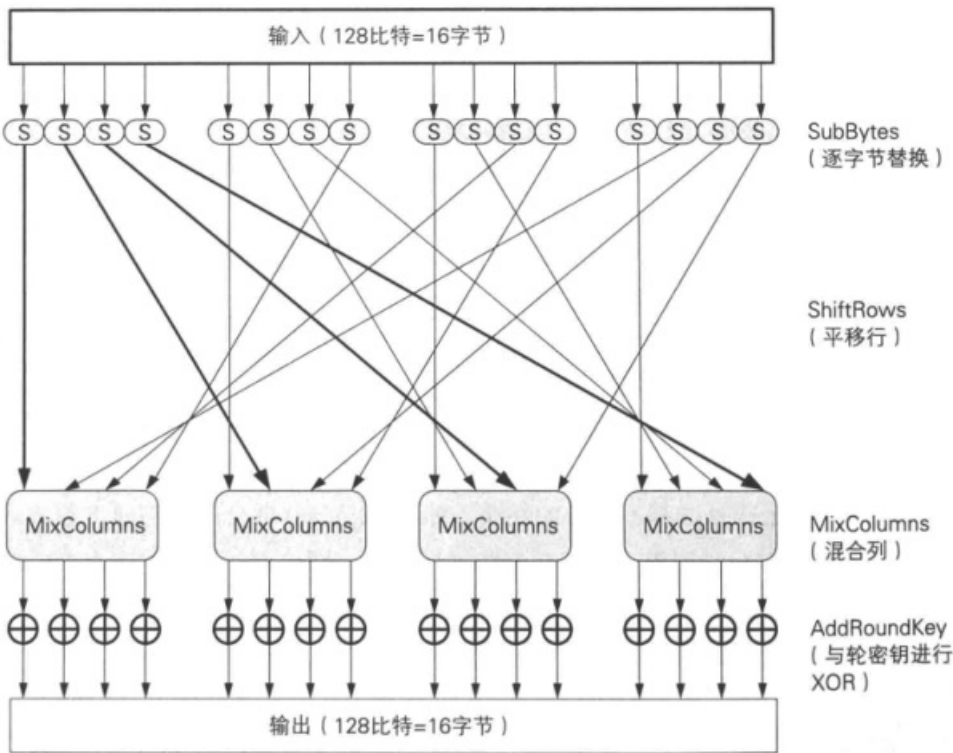 输入（128比特=16字节）
S S S S S S S S S S S S S S S S
SubBytes
（逐字节替换）
ShiftRows
（平移行）
MixColumns MixColumns MixColumns MixColumns
MixColumns
（混合列）
AddRoundKey
（与轮密钥进行
XOR）
输出（128比特=16字节）